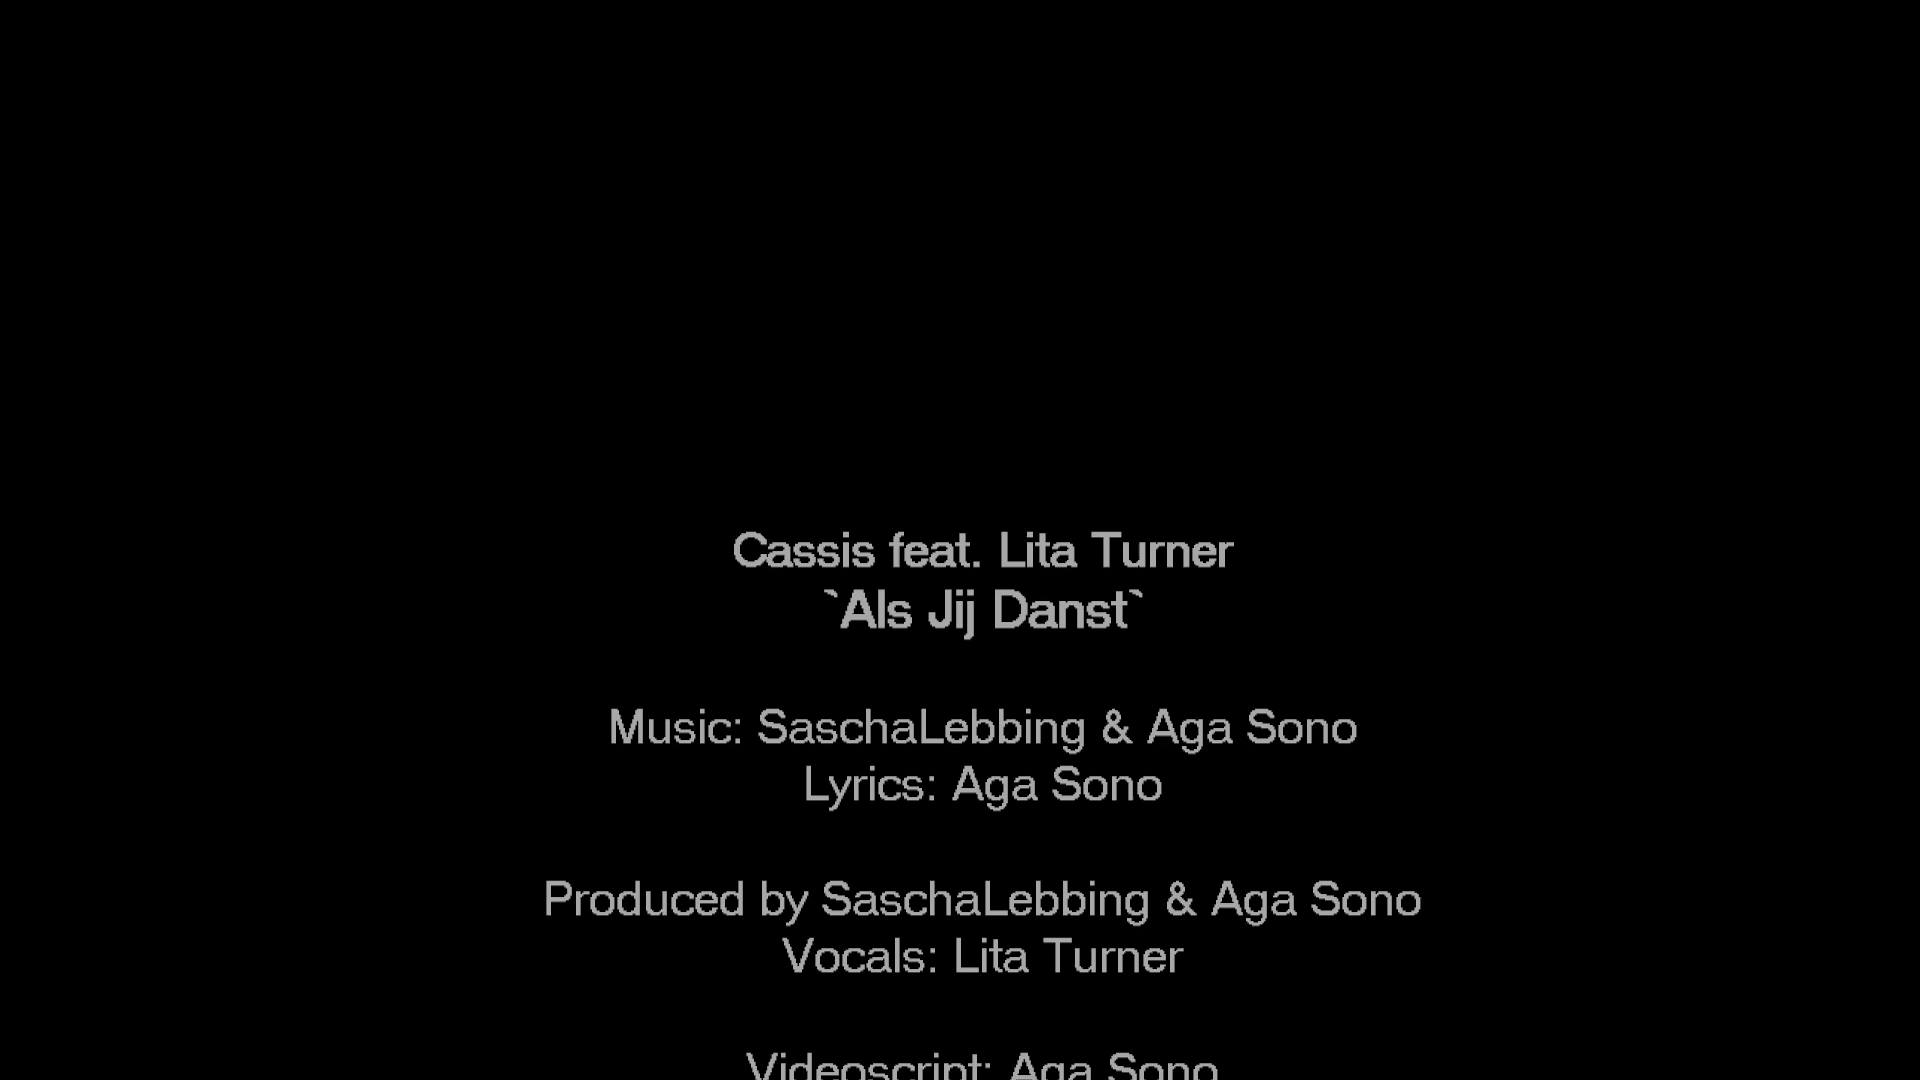 Cassis feat. Lita Turner
`Als Jij Danst`
Music: SaschaLebbing & Aga Sono
Lyrics: Aga Sono
Produced by SaschaLebbing & Aga Sono
Vocals: Lita Turner
Videoscript: Aga Sono